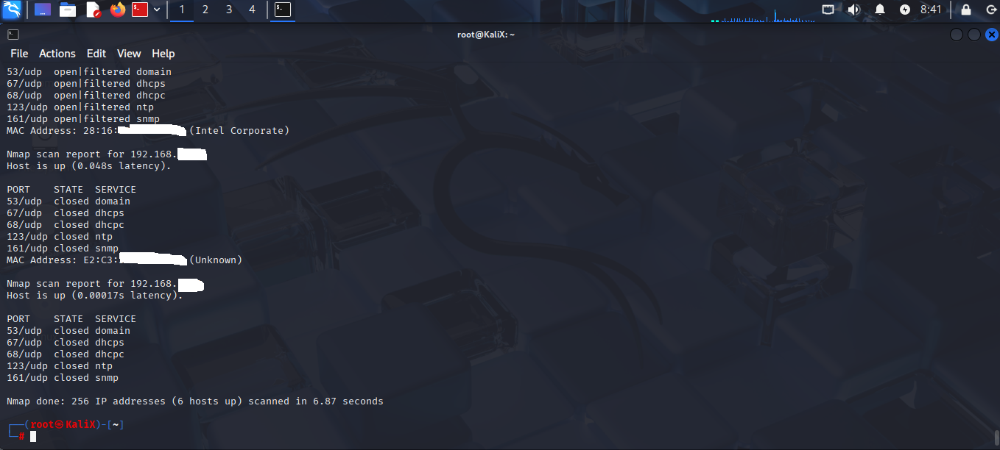 1 2 3 4 8:41
root@KaliX: ~
File Actions Edit View Help
53/udp open|filtered domain
67/udp open|filtered dhcps
68/udp open|filtered dhcpc
123/udp open|filtered ntp
161/udp open|filtered snmp
MAC Address: 28:16: (Intel Corporate)
Nmap scan report for 192.168.
Host is up (0.048s latency).
PORT STATE SERVICE
53/udp closed domain
67/udp closed dhcps
68/udp closed dhcpc
123/udp closed ntp
161/udp closed snmp
MAC Address: E2:C3: (Unknown)
Nmap scan report for 192.168.
Host is up (0.00017s latency).
PORT STATE SERVICE
53/udp closed domain
67/udp closed dhcps
68/udp closed dhcpc
123/udp closed ntp
161/udp closed snmp
Nmap done: 256 IP addresses (6 hosts up) scanned in 6.87 seconds
┌──(root㉿KaliX)-[~]
└─#